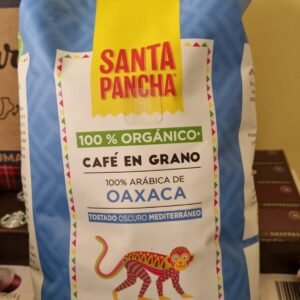 SANTA
PANCHA
100 % ORGÁNICO*
CAFÉ EN GRANO
100% ARÁBICA DE
OAXACA
TOSTADO OSCURO MEDITERRÁNEO